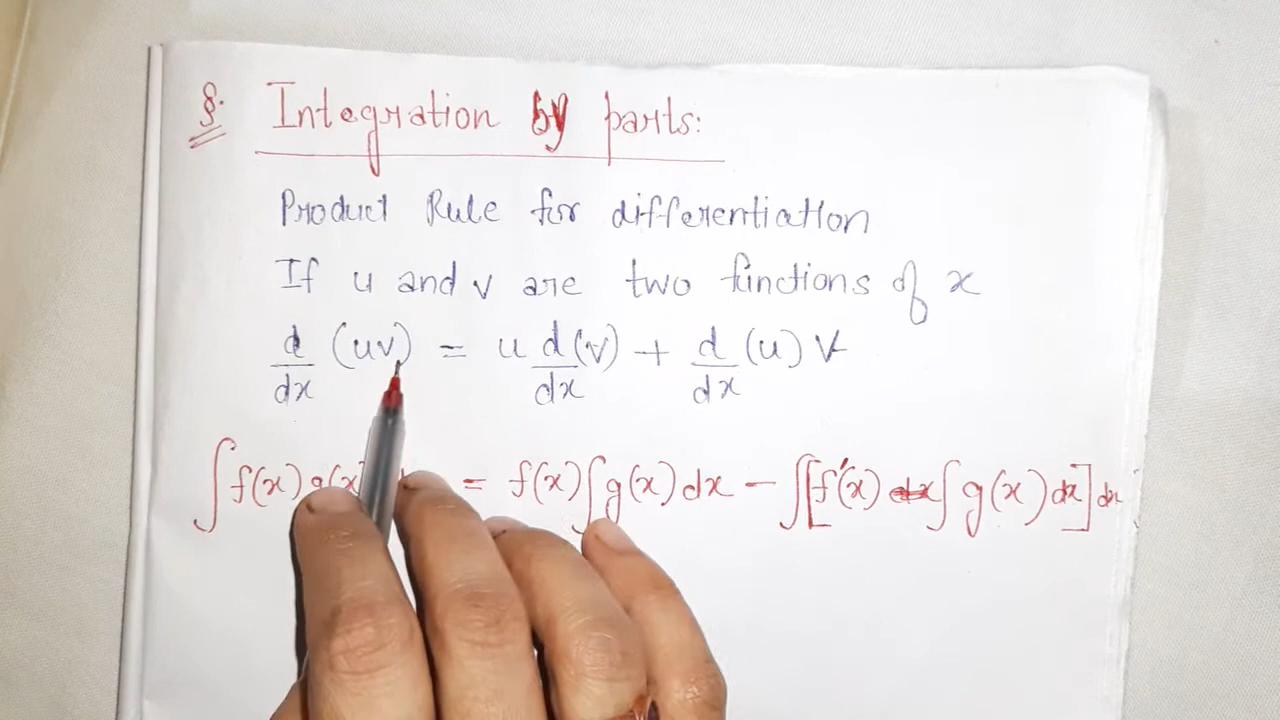 §. Integration by parts:
Product Rule for differentiation
If u and v are two functions of x
d/dx (uv) = u d/dx (v) + d/dx (u) v
∫f(x) g(x) = f(x)∫g(x) dx - ∫[f'(x) ∫g(x) dx] dx